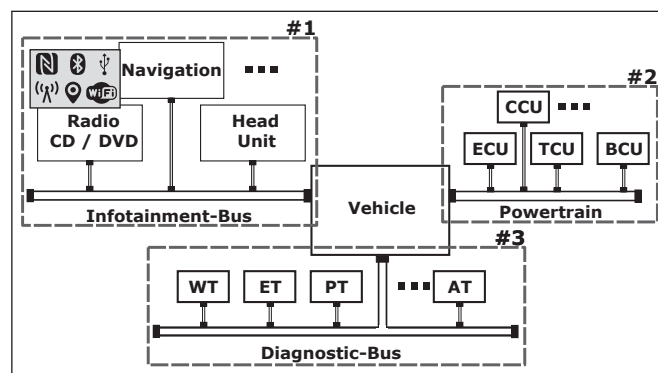 #1
WiFi
Navigation
Radio
CD / DVD
Head
Unit
Infotainment-Bus
Vehicle
#2
CCU
ECU
TCU
BCU
Powertrain
#3
WT
ET
PT
AT
Diagnostic-Bus